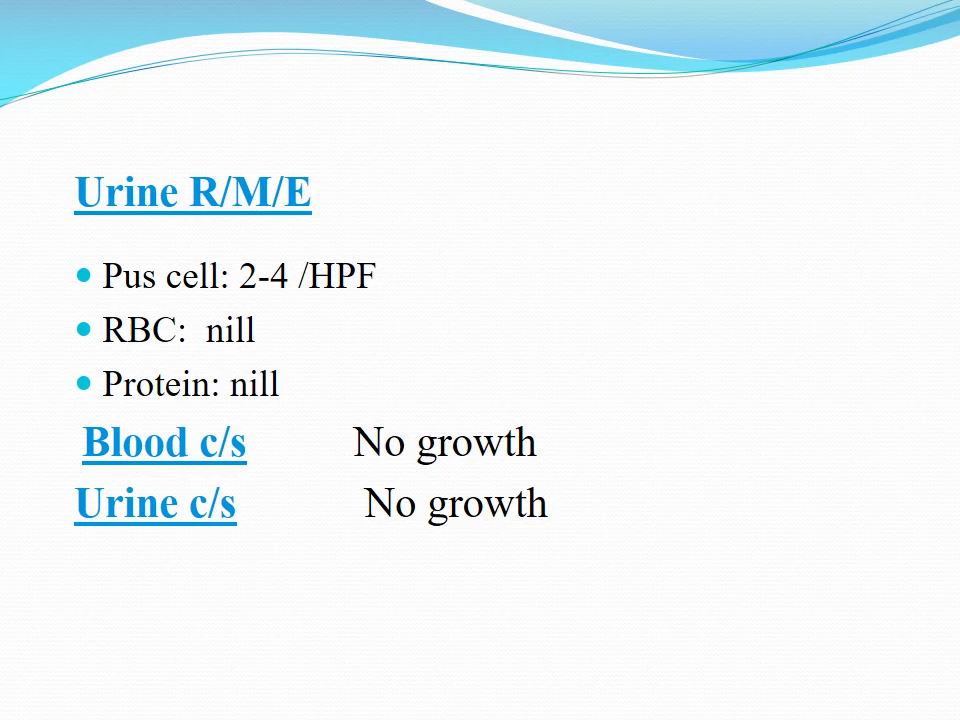 Urine R/M/E
Pus cell: 2-4 /HPF
RBC: nill
Protein: nill
Blood c/s No growth
Urine c/s No growth